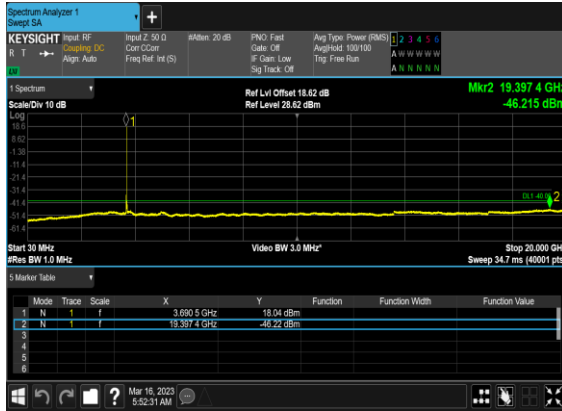 Spectrum Analyzer 1
Swept SA
+
KEYSIGHT Input: RF Input Z: 50 Ω #Atten: 20 dB PNO: Fast Avg Type: Power (RMS) 1 2 3 4 5 6
R T Coupling: DC Corr CCorr Gate: Off Avg|Hold: 100/100 A W W W W W
Align: Auto Freq Ref: Int (S) IF Gain: Low Trig: Free Run
Sig Track: Off A N N N N N
1 Spectrum Ref Lvl Offset 18.62 dB Mkr2 19.397 4 GHz
Scale/Div 10 dB Ref Level 28.62 dBm -46.215 dBm
Log
18.6
8.62
-1.38
-11.4
-21.4
-31.4
-41.4
-51.4
-61.4
1
2
Start 30 MHz Video BW 3.0 MHz* Stop 20.000 GHz
#Res BW 1.0 MHz Sweep 34.7 ms (40001 pts)
5 Marker Table
Mode Trace Scale X Y Function Function Width Function Value
1 N 1 f 3.690 5 GHz 18.04 dBm
2 N 1 f 19.397 4 GHz -46.22 dBm
3
4
5
6
? Mar 16, 2023
5:52:31 AM